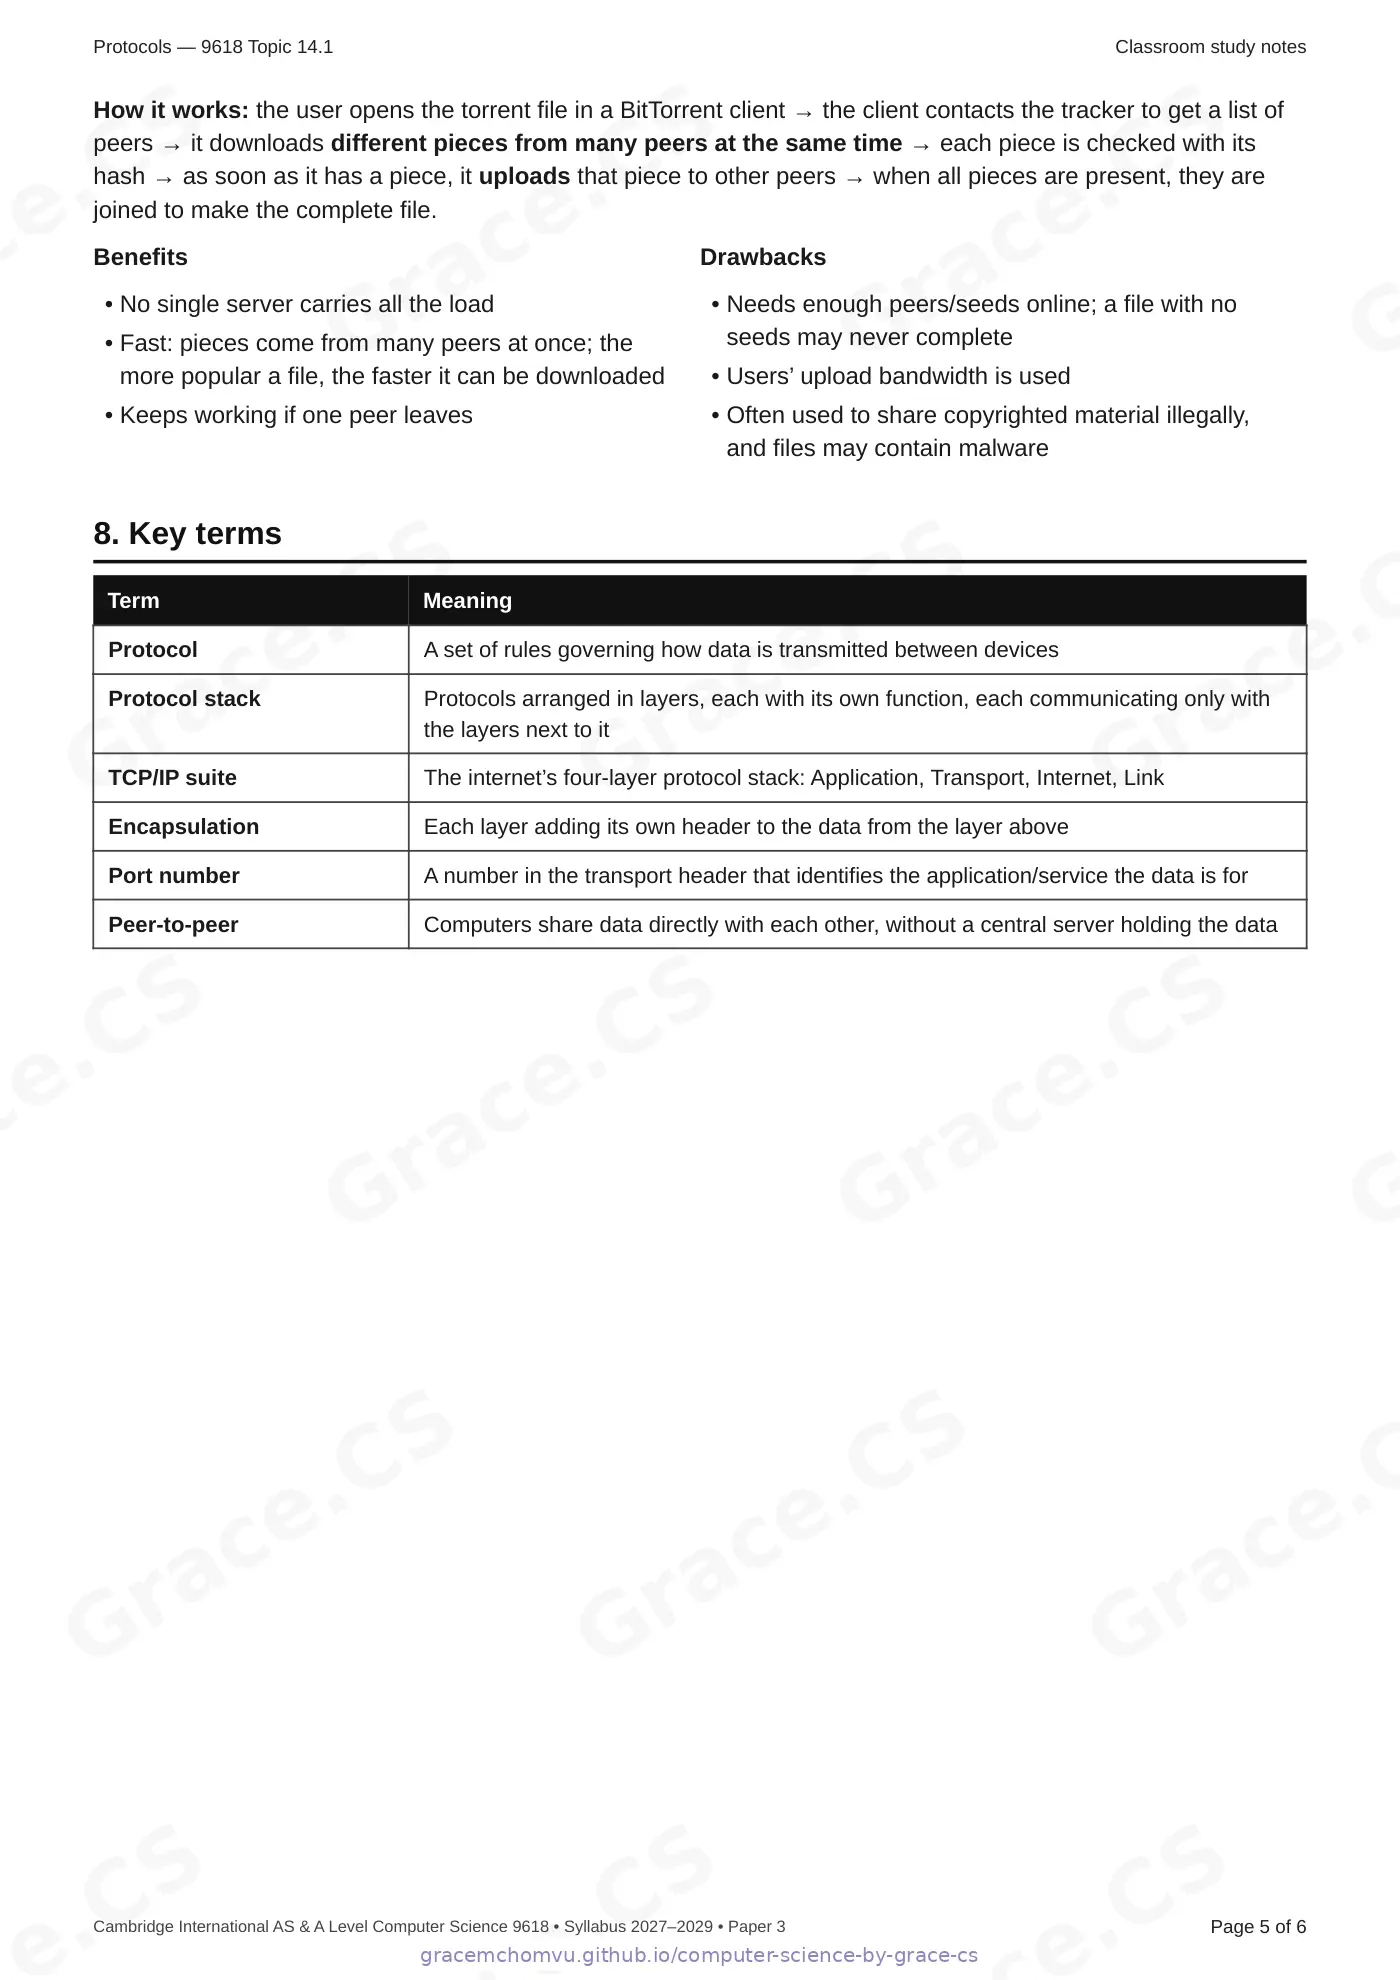 Protocols — 9618 Topic 14.1
Classroom study notes
How it works: the user opens the torrent file in a BitTorrent client → the client contacts the tracker to get a list of
peers → it downloads different pieces from many peers at the same time → each piece is checked with its
hash → as soon as it has a piece, it uploads that piece to other peers → when all pieces are present, they are
joined to make the complete file.
Benefits
• No single server carries all the load
• Fast: pieces come from many peers at once; the
more popular a file, the faster it can be downloaded
• Keeps working if one peer leaves
Drawbacks
• Needs enough peers/seeds online; a file with no
seeds may never complete
• Users’ upload bandwidth is used
• Often used to share copyrighted material illegally,
and files may contain malware
8. Key terms
Term
Meaning
Protocol
A set of rules governing how data is transmitted between devices
Protocol stack
Protocols arranged in layers, each with its own function, each communicating only with
the layers next to it
TCP/IP suite
The internet’s four-layer protocol stack: Application, Transport, Internet, Link
Encapsulation
Each layer adding its own header to the data from the layer above
Port number
A number in the transport header that identifies the application/service the data is for
Peer-to-peer
Computers share data directly with each other, without a central server holding the data
Grace.CS
Cambridge International AS & A Level Computer Science 9618 • Syllabus 2027–2029 • Paper 3
Page 5 of 6
gracemchomvu.github.io/computer-science-by-grace-cs